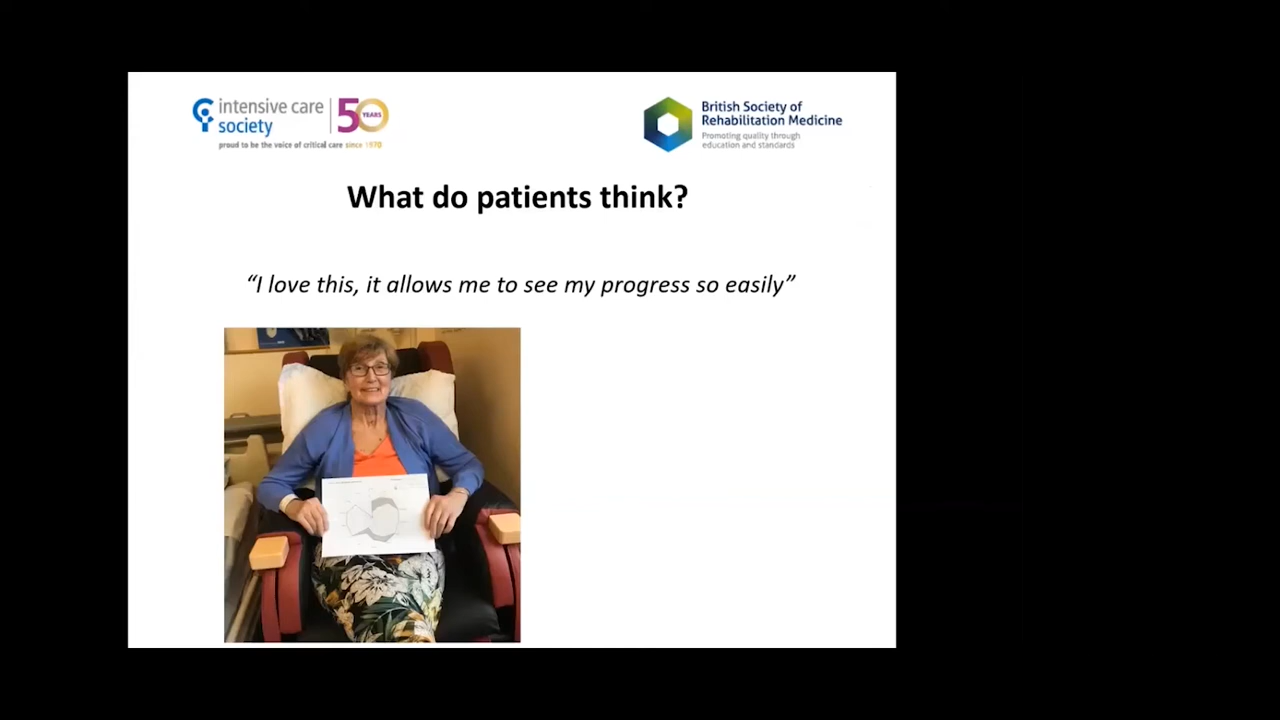 intensive care
society
50
YEARS
proud to be the voice of critical care since 1970
British Society of
Rehabilitation Medicine
Promoting quality through
education and standards
What do patients think?
“I love this, it allows me to see my progress so easily”